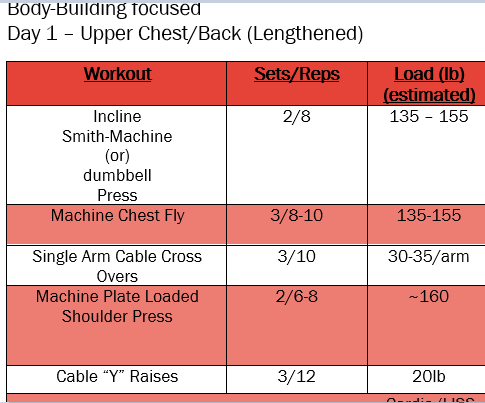 Body-Building focused
Day 1 – Upper Chest/Back (Lengthened)
Workout Sets/Reps Load (lb)
(estimated)
Incline 2/8 135 – 155
Smith-Machine
(or)
dumbbell
Press
Machine Chest Fly 3/8-10 135-155
Single Arm Cable Cross 3/10 30-35/arm
Overs
Machine Plate Loaded 2/6-8 ~160
Shoulder Press
Cable “Y” Raises 3/12 20lb
Cardio (LISS